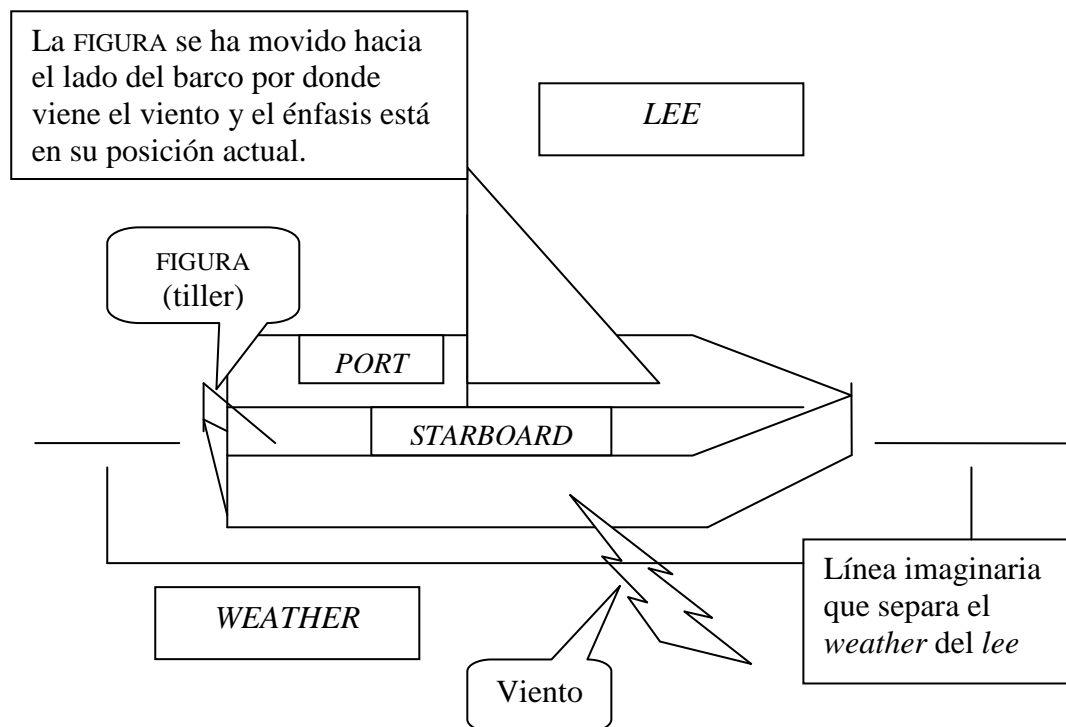 La FIGURA se ha movido hacia
el lado del barco por donde
viene el viento y el énfasis está
en su posición actual.
LEE
FIGURA
(tiller)
PORT
STARBOARD
WEATHER
Viento
Línea imaginaria
que separa el
weather del lee